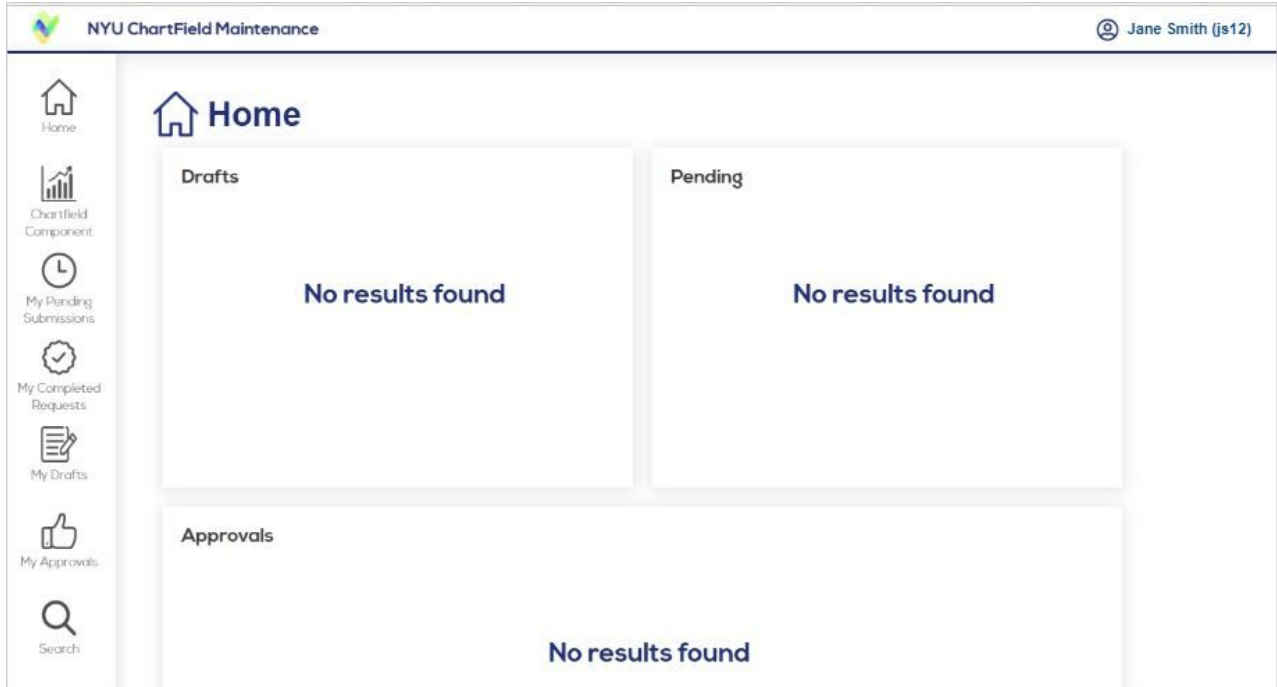 NYU ChartField Maintenance
Jane Smith (js12)
Home
Chartfield
Component
My Pending
Submissions
My Completed
Requests
My Drafts
My Approvals
Search
Home
Drafts
No results found
Pending
No results found
Approvals
No results found